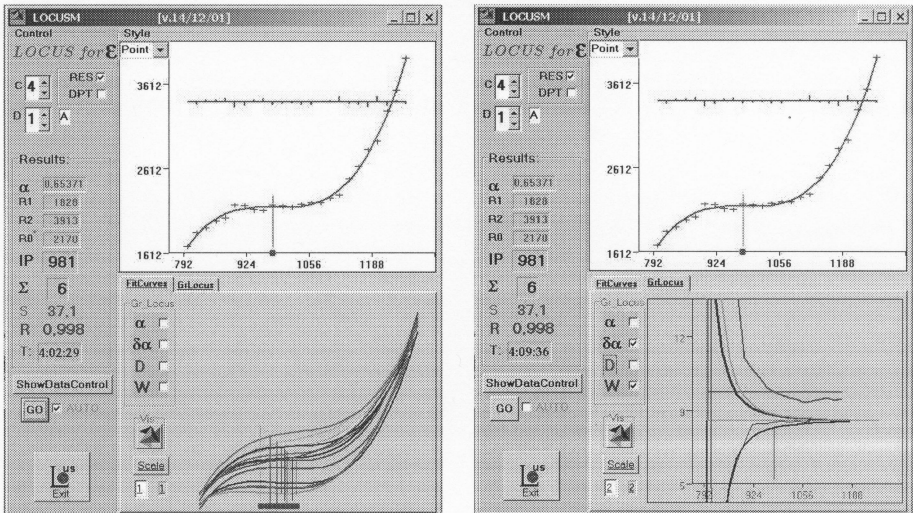 LOCUSM [v.14/12/01]
Control Style
LOCUS for ε
Point
C 4 RES
DPT
D 1 A
Results:
α 0.65371
R1 1828
R2 3913
R0 2170
IP 981
Σ 6
S 37,1
R 0,998
T: 4:02:29
ShowDataControl
GO AUTO
Locus
Exit
3612
2612
1612
792 924 1056 1188
FitCurves GrLocus
Gr_Locus
α
δα
D
W
Vis
Scale
1 1
LOCUSM [v.14/12/01]
Control Style
LOCUS for ε
Point
C 4 RES
DPT
D 1 A
Results:
α 0.65371
R1 1828
R2 3913
R0 2170
IP 981
Σ 6
S 37,1
R 0,998
T: 4:09:36
ShowDataControl
GO AUTO
Locus
Exit
3612
2612
1612
792 924 1056 1188
FitCurves GrLocus
Gr_Locus
α
δα
D
W
Vis
Scale
2 2
12
5
792 924 1056 1188